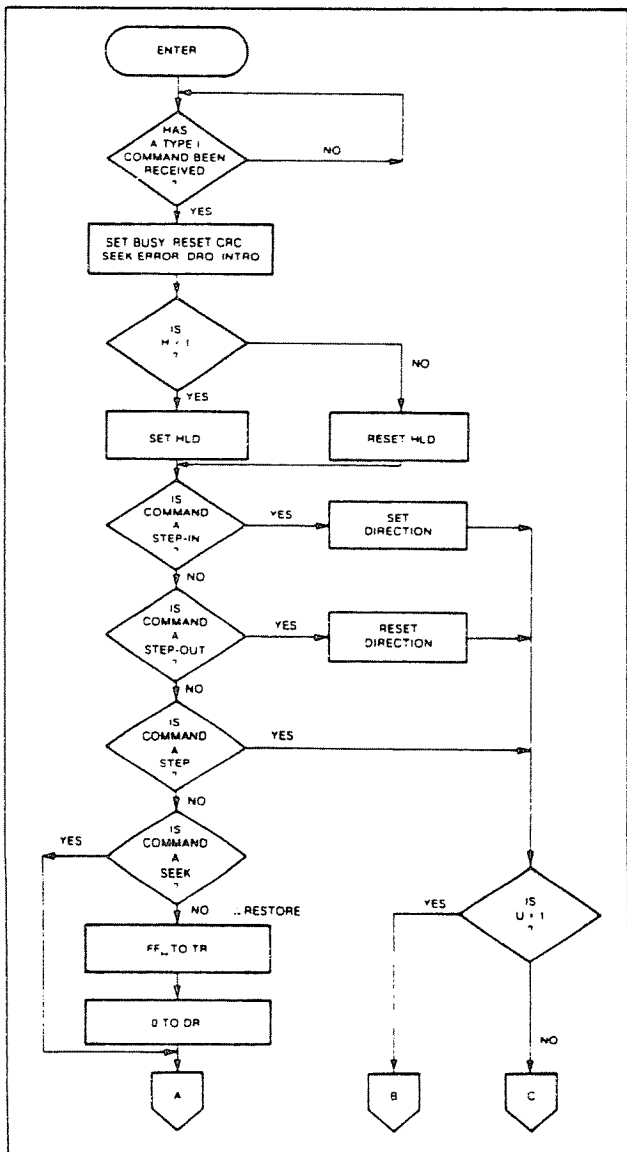 ENTER
HAS
A TYPE I
COMMAND BEEN
RECEIVED
?
NO
YES
SET BUSY RESET CRC
SEEK ERROR DRQ INTRQ
IS
?
NO
YES
SET HLD
RESET HLD
IS
COMMAND
A
STEP-IN
?
YES
SET
DIRECTION
NO
IS
COMMAND
A
STEP-OUT
?
YES
RESET
DIRECTION
NO
IS
COMMAND
A
STEP
?
YES
NO
IS
COMMAND
A
SEEK
?
YES
NO
RESTORE
TO TR
0 TO DR
A
IS
U
?
YES
NO
B
C